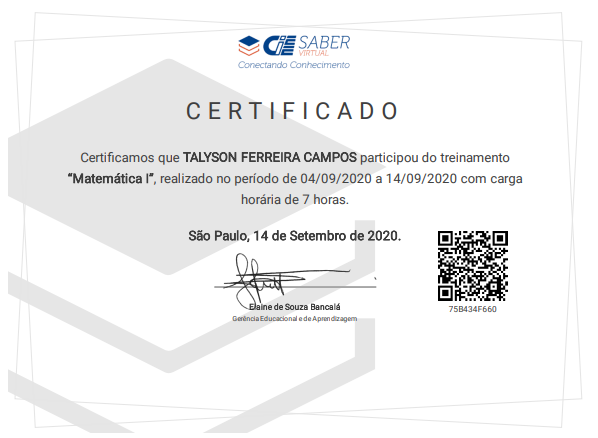 CIEE SABER
VIRTUAL
Conectando Conhecimento
CERTIFICADO
Certificamos que TALYSON FERREIRA CAMPOS participou do treinamento
“Matemática I”, realizado no período de 04/09/2020 a 14/09/2020 com carga
horária de 7 horas.
São Paulo, 14 de Setembro de 2020.
Elaine de Souza Bancalá
Gerência Educacional e de Aprendizagem
75B434F660